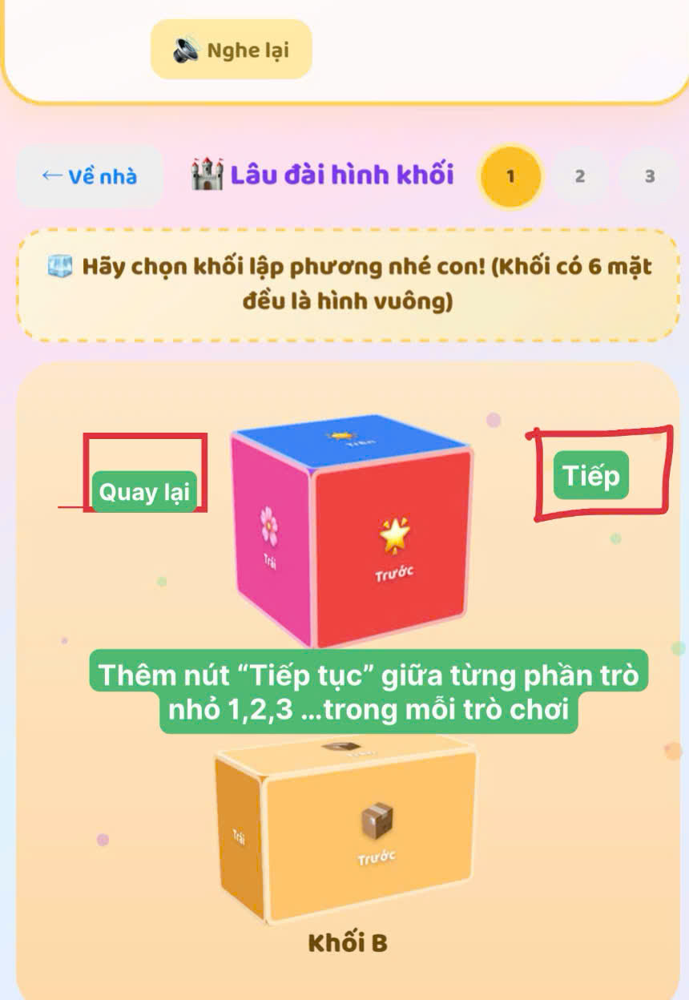 Nghe lại
← Về nhà
Lâu đài hình khối
1
2
3
Hãy chọn khối lập phương nhé con! (Khối có 6 mặt
đều là hình vuông)
Trên
Quay lại
Tiếp
Trái
Trước
Thêm nút “Tiếp tục” giữa từng phần trò
nhỏ 1,2,3 ...trong mỗi trò chơi
Trái
Trước
Khối B